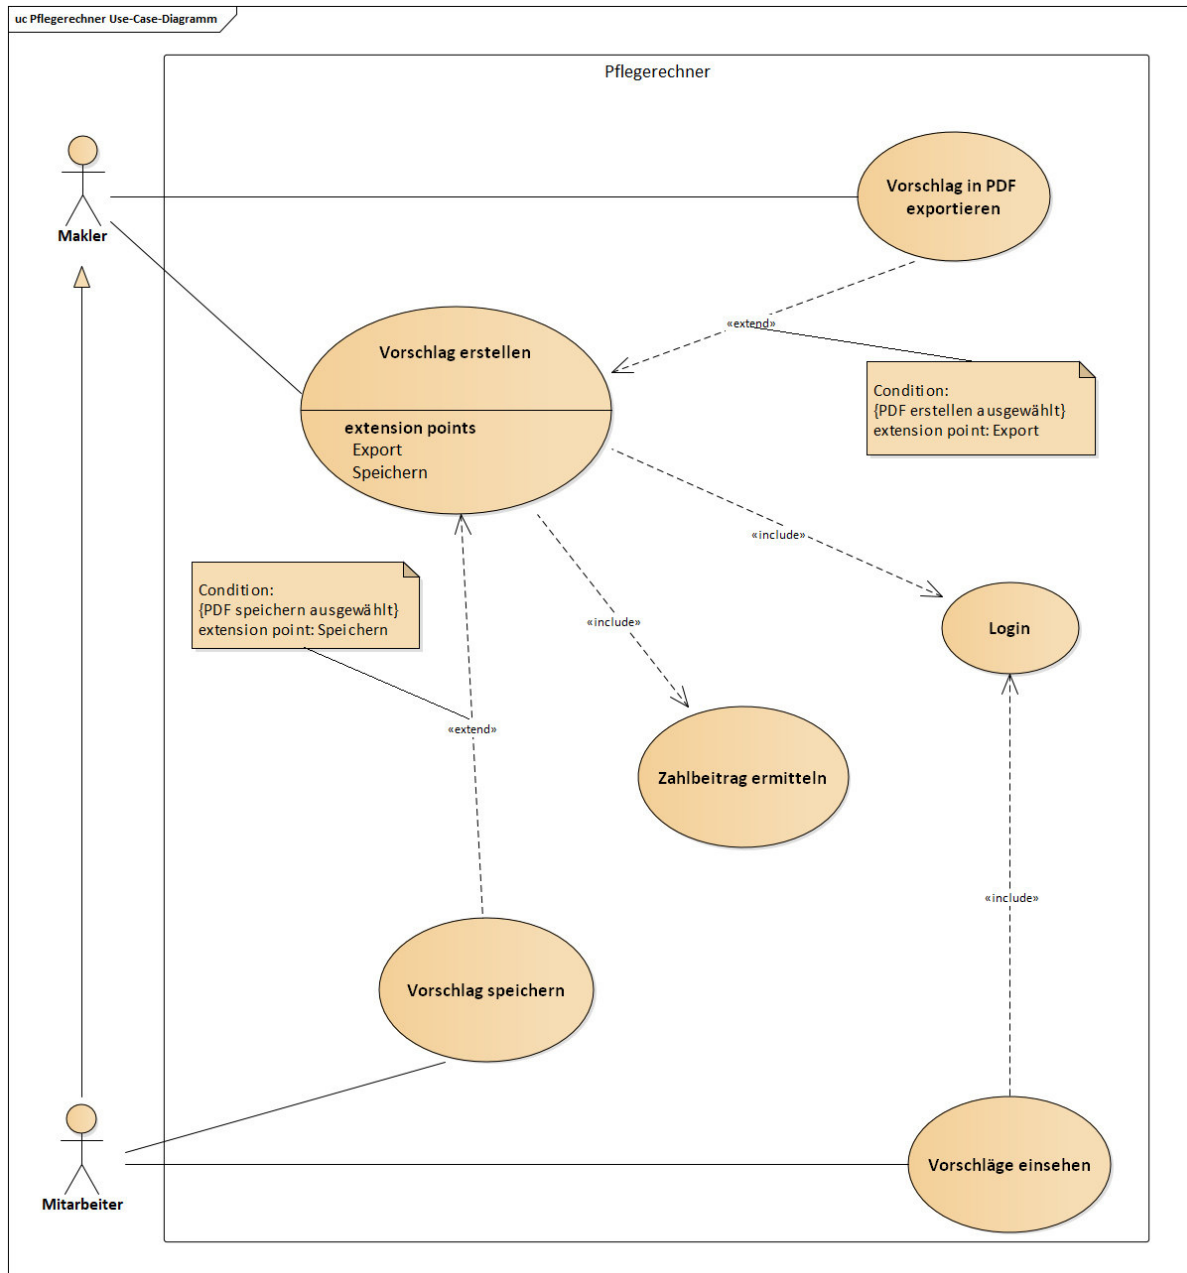 uc Pflegerechner Use-Case-Diagramm
Pflegerechner
Vorschlag in PDF
exportieren
Makler
«extend»
Vorschlag erstellen
extension points
Export
Speichern
Condition:
{PDF erstellen ausgewählt}
extension point: Export
«include»
Condition:
{PDF speichern ausgewählt}
extension point: Speichern
«include»
Login
«extend»
Zahlbeitrag ermitteln
«include»
Vorschlag speichern
Vorschläge einsehen
Mitarbeiter